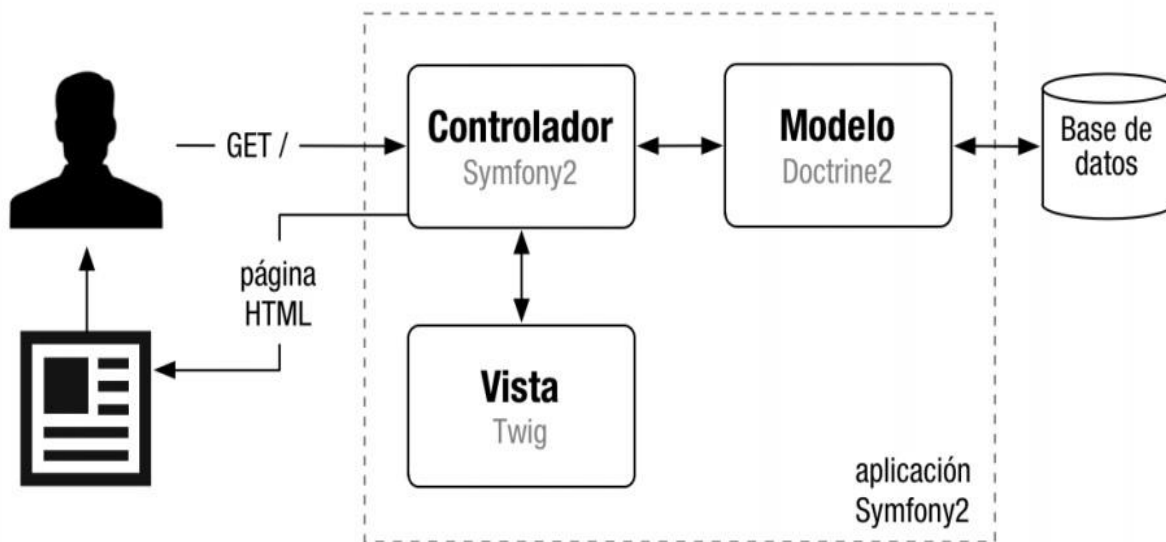 GET /
Controlador
Symfony2
Modelo
Doctrine2
Base de
datos
página
HTML
Vista
Twig
aplicación
Symfony2